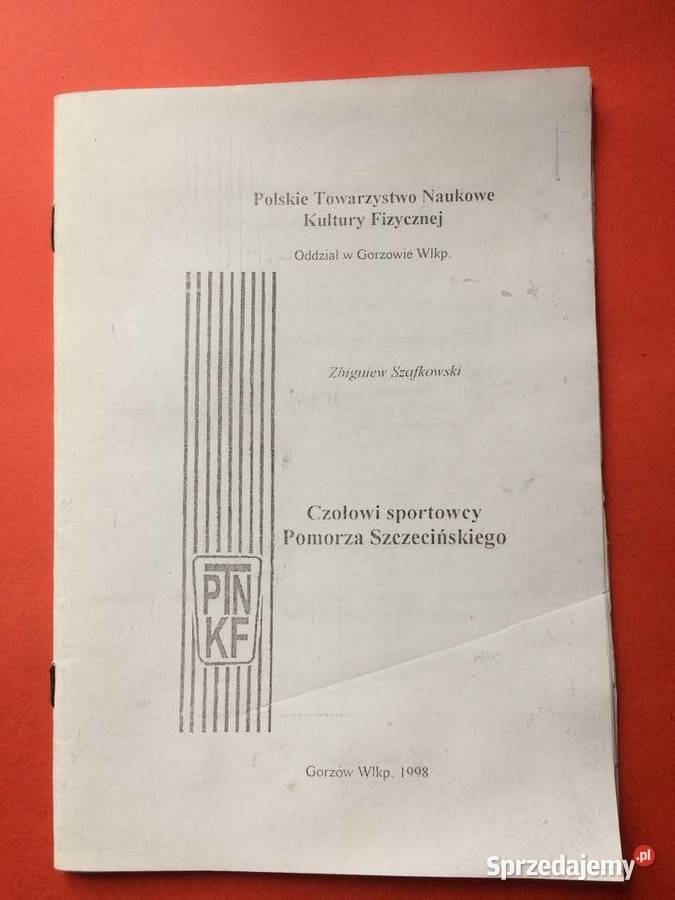 Polskie Towarzystwo Naukowe
Kultury Fizycznej
Oddział w Gorzowie Wlkp.
Zbigniew Szafkowski
Czołowi sportowcy
Pomorza Szczecińskiego
PTN
KF
Gorzów Wlkp. 1998
Sprzedajemy.pl